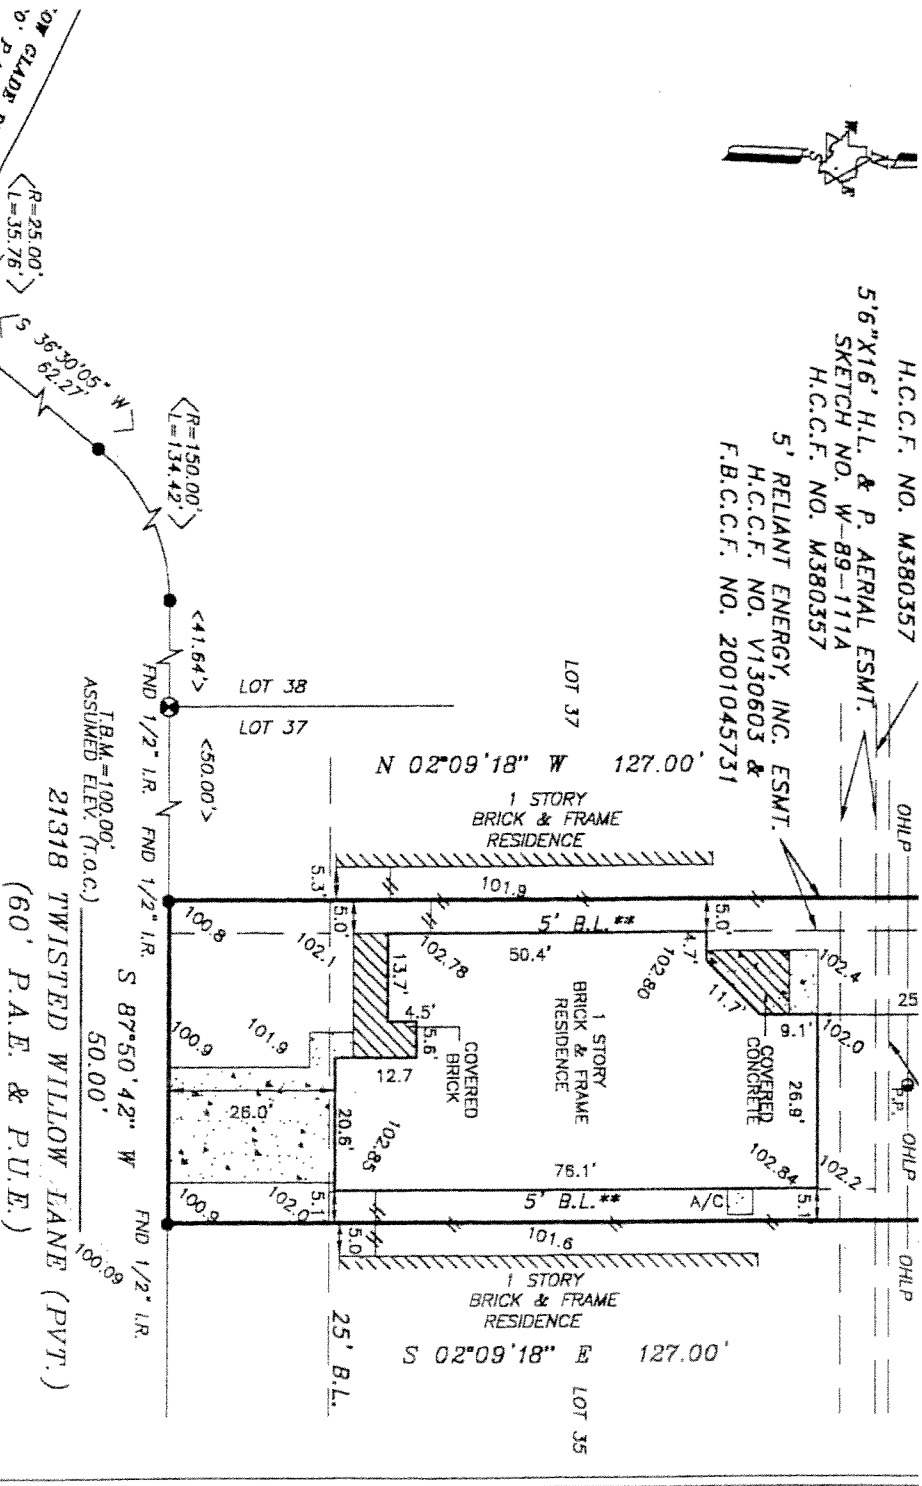 H.C.C.F. NO. M380357
5'6"X16' H.L. & P. AERIAL ESMT.
SKETCH NO. W-89-111A
H.C.C.F. NO. M380357
5' RELIANT ENERGY, INC. ESMT.
H.C.C.F. NO. V130603 &
F.B.C.C.F. NO. 2001045731
R=25.00'
L=35.76'
S 36°30'05" W
62.27'
R=150.00'
L=134.42'
<41.64'>
LOT 38
LOT 37
<50.00'>
LOT 37
N 02°09'18" W 127.00'
1 STORY
BRICK & FRAME
RESIDENCE
FND 1/2" I.R.
FND 1/2" I.R.
T.B.M.=100.00'
ASSUMED ELEV. (T.O.C.)
OHLP
5.3'
101.9
100.8
5.0'
5' B.L.**
5.0'
102.1
102.78
50.4'
4.7'
102.80
102.4
25
13.7'
11.7'
9.1'
102.0
4.5'
5.6'
COVERED
BRICK
1 STORY
BRICK & FRAME
RESIDENCE
COVERED
CONCRETE
P.P.
100.9
101.9
12.7
26.9'
26.0'
20.6'
102.85
76.1'
102.84
102.2
OHLP
100.9
102.0
5.1'
5' B.L.**
A/C
5.1'
5.0'
101.6
OHLP
1 STORY
BRICK & FRAME
RESIDENCE
25' B.L.
S 02°09'18" E 127.00'
LOT 35
S 87°50'42" W
50.00'
FND 1/2" I.R.
100.09
21318 TWISTED WILLOW LANE (PVT.)
(60' P.A.E. & P.U.E.)